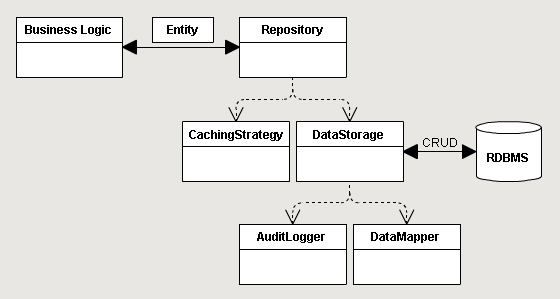 Business Logic
Entity
Repository
CachingStrategy
DataStorage
CRUD
RDBMS
AuditLogger
DataMapper